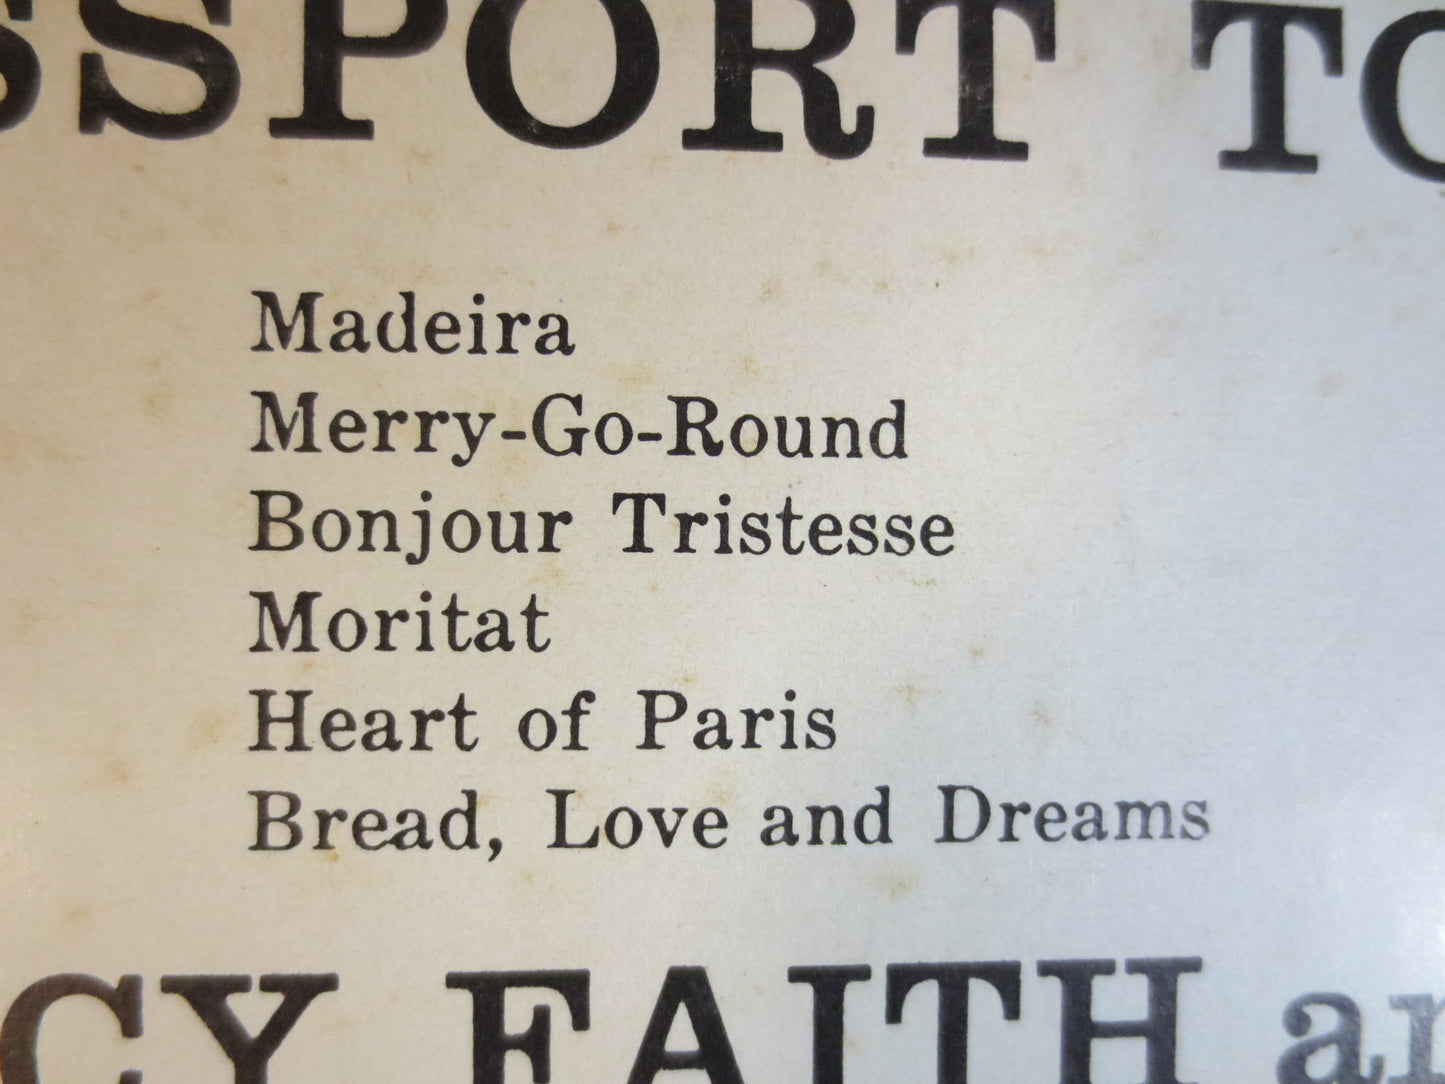 SSPORT TO
Madeira
Merry-Go-Round
Bonjour Tristesse
Moritat
Heart of Paris
Bread, Love and Dreams
CY FAITH an